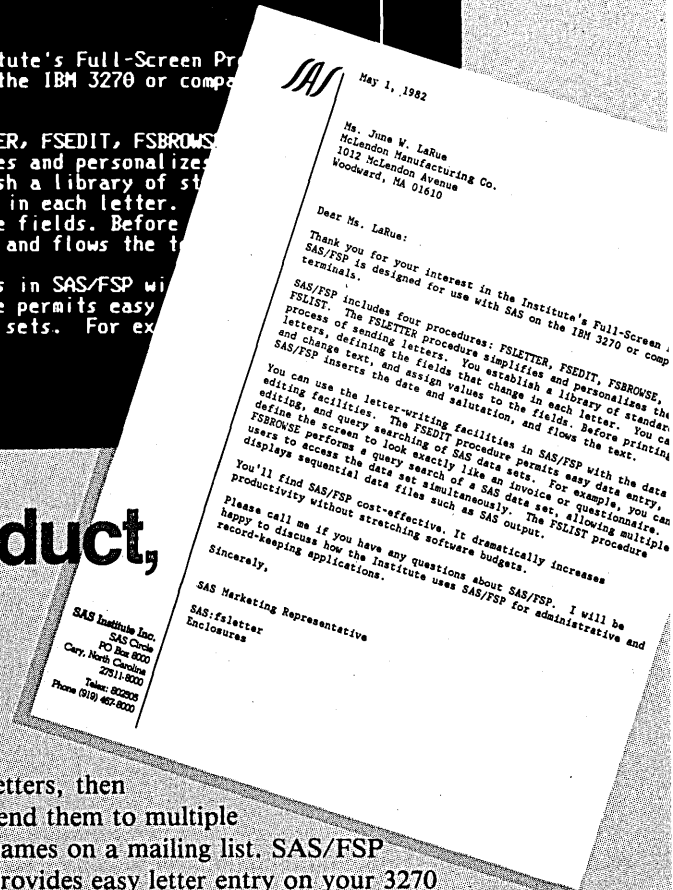 tute's Full-Screen Pr
the IBM 3270 or compa
ER, FSEDIT, FSBROWS
es and personalizes
sh a library of st
in each letter.
e fields. Before
and flows the t
s in SAS/FSP wi
e permits easy
sets. For ex
SAS
May 1, 1982
Ms. June W. LaRue
McLendon Manufacturing Co.
1012 McLendon Avenue
Woodward, MA 01610
Dear Ms. LaRue:
Thank you for your interest in the Institute's Full-Screen
SAS/FSP is designed for use with SAS on the IBM 3270 or comp
terminals.
SAS/FSP includes four procedures: FSLETTER, FSEDIT, FSBROWSE,
FSLIST. The FSLETTER procedure simplifies and personalizes the
process of sending letters. You establish a library of standar
letters, defining the fields that change in each letter. You ca
and change text, and assign values to the fields. Before printing
SAS/FSP inserts the date and salutation, and flows the text.
You can use the letter-writing facilities in SAS/FSP with the data
editing facilities. The FSEDIT procedure permits easy data entry,
editing, and query searching of SAS data sets. For example, you can
define the screen to look exactly like an invoice or questionnaire.
FSBROWSE performs a query search of a SAS data set, allowing multiple
users to access the data set simultaneously. The FSLIST procedure
displays sequential data files such as SAS output.
You'll find SAS/FSP cost-effective. It dramatically increases
productivity without stretching software budgets.
Please call me if you have any questions about SAS/FSP. I will be
happy to discuss how the Institute uses SAS/FSP for administrative and
record-keeping applications.
Sincerely,
SAS Marketing Representative
SAS:fsletter
Enclosures
SAS Institute Inc.
SAS Circle
PO Box 8000
Cary, North Carolina
27511-8000
Telex: 802505
Phone (919) 467-8000
duct,
etters, then
end them to multiple
ames on a mailing list. SAS/FSP
rovides easy letter entry on your 3270